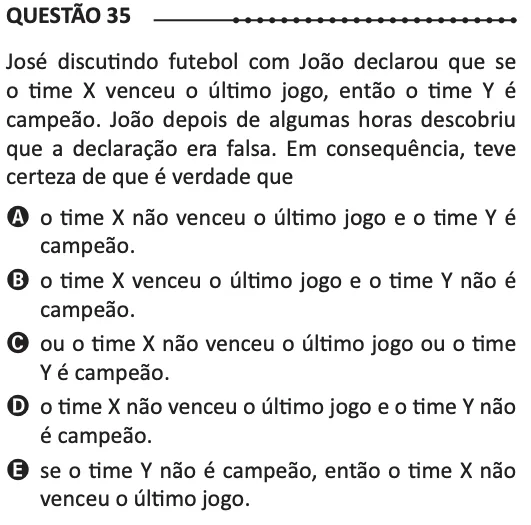 QUESTÃO 35
José discutindo futebol com João declarou que se
o time X venceu o último jogo, então o time Y é
campeão. João depois de algumas horas descobriu
que a declaração era falsa. Em consequência, teve
certeza de que é verdade que
A o time X não venceu o último jogo e o time Y é
campeão.
B o time X venceu o último jogo e o time Y não é
campeão.
C ou o time X não venceu o último jogo ou o time
Y é campeão.
D o time X não venceu o último jogo e o time Y não
é campeão.
E se o time Y não é campeão, então o time X não
venceu o último jogo.